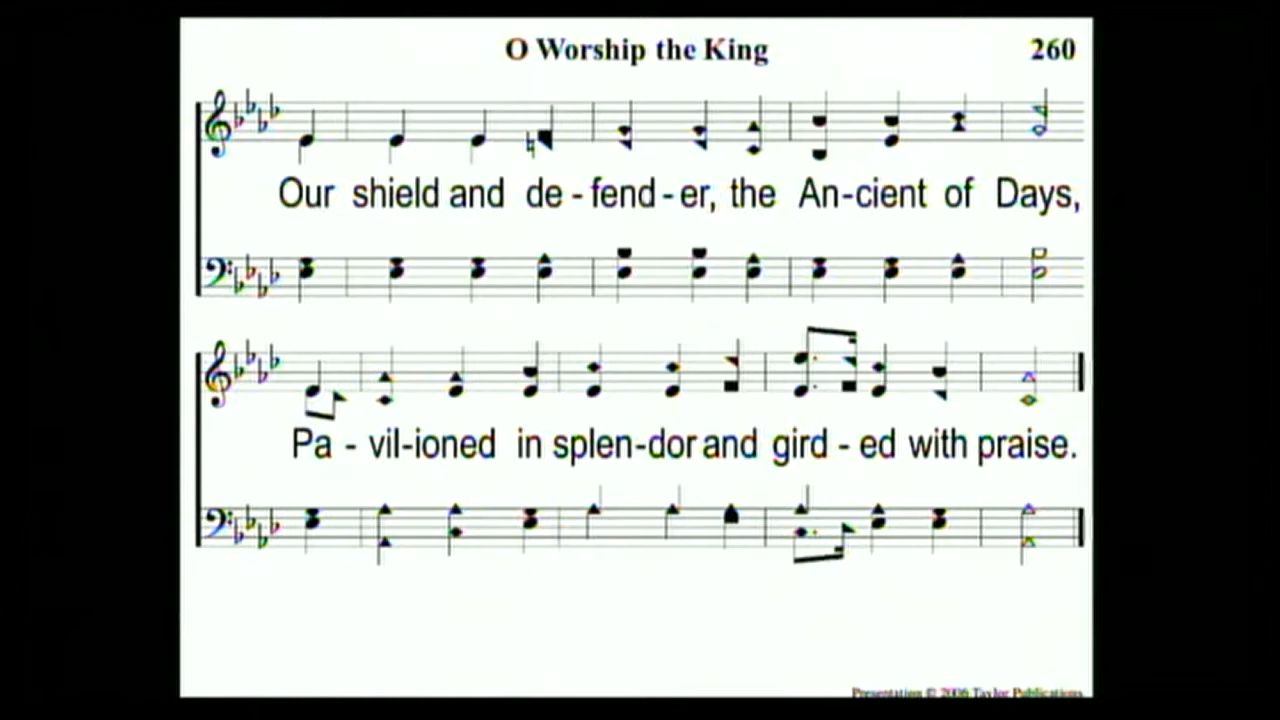 O Worship the King 260
Our shield and de - fend - er, the An-cient of Days,
Pa - vil-ioned in splen-dor and gird - ed with praise.
Presentation © 2006 Taylor Publications